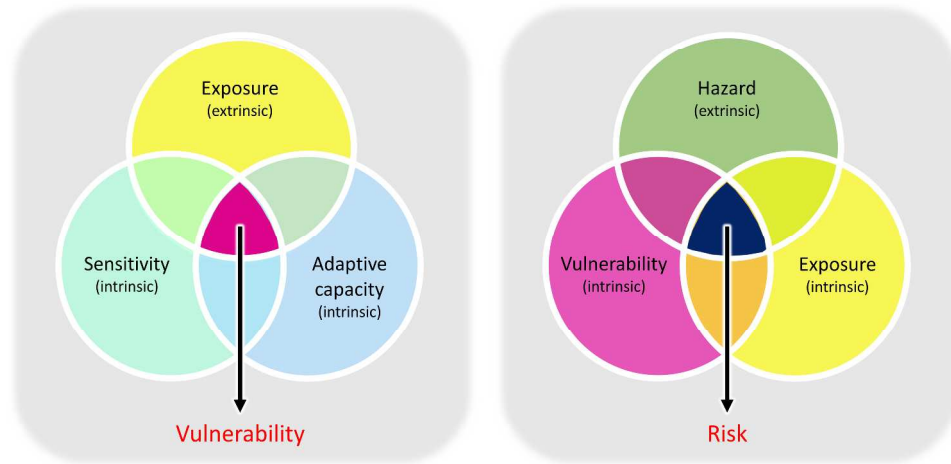 Exposure
(extrinsic)
Sensitivity
(intrinsic)
Adaptive
capacity
(intrinsic)
Vulnerability
Hazard
(extrinsic)
Vulnerability
(intrinsic)
Exposure
(intrinsic)
Risk